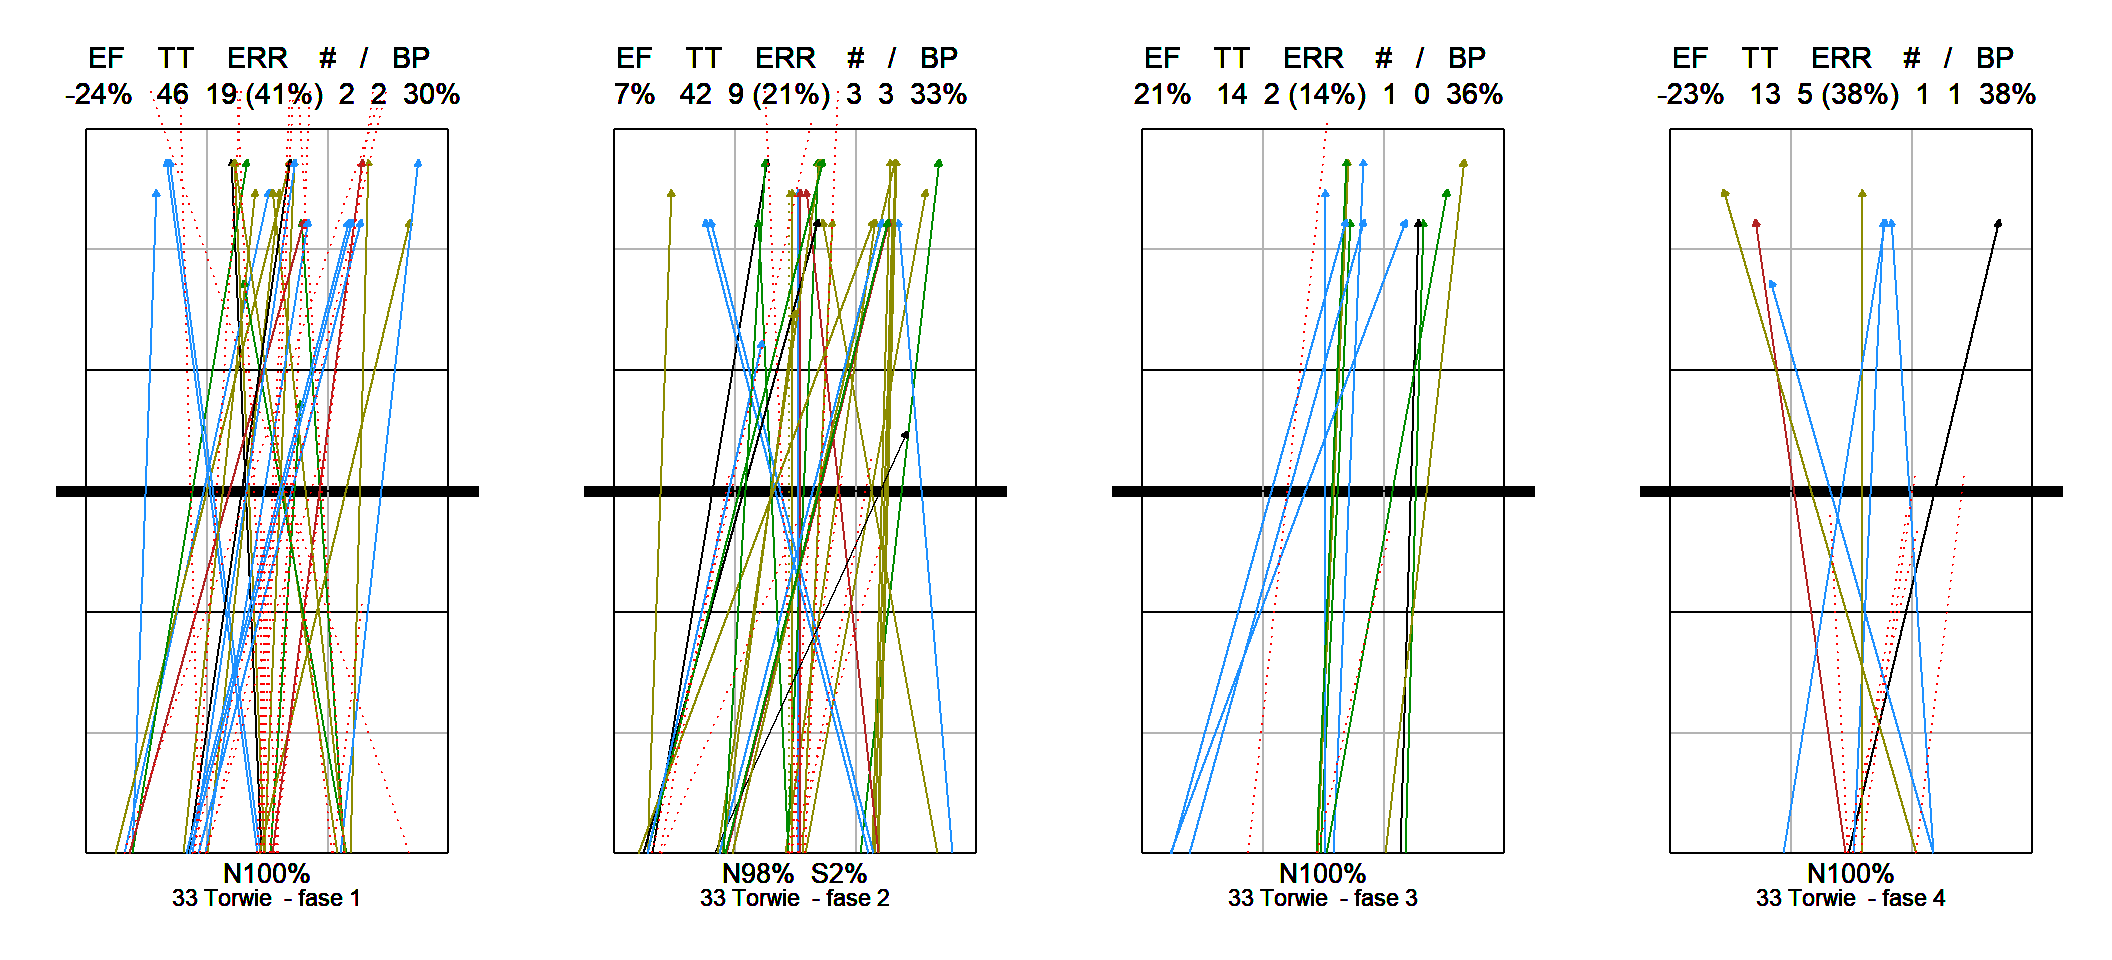 EF TT ERR # / BP
-24% 46 19 (41%) 2 2 30%
N100%
33 Torwie - fase 1
EF TT ERR # / BP
7% 42 9 (21%) 3 3 33%
N98% S2%
33 Torwie - fase 2
EF TT ERR # / BP
21% 14 2 (14%) 1 0 36%
N100%
33 Torwie - fase 3
EF TT ERR # / BP
-23% 13 5 (38%) 1 1 38%
N100%
33 Torwie - fase 4